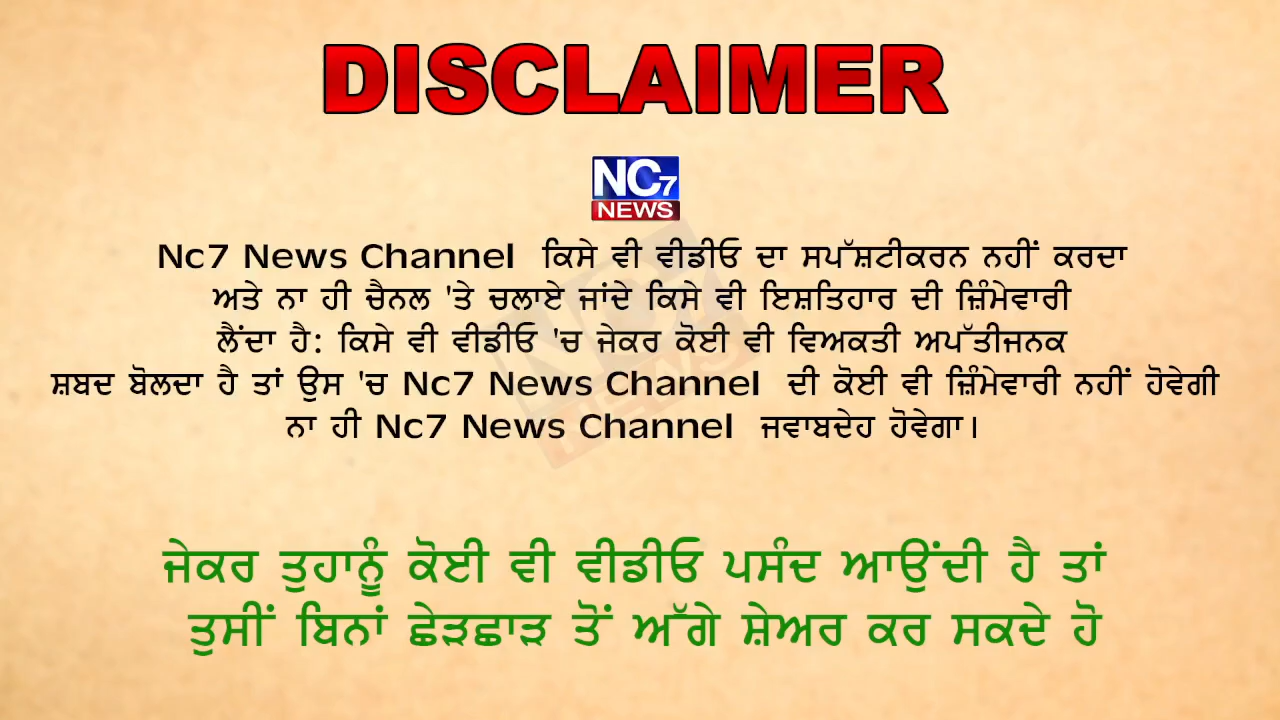 DISCLAIMER
NC7
NEWS
Nc7 News Channel ਕਿਸੇ ਵੀ ਵੀਡੀਓ ਦਾ ਸਪੱਸ਼ਟੀਕਰਨ ਨਹੀਂ ਕਰਦਾ
ਅਤੇ ਨਾ ਹੀ ਚੈਨਲ 'ਤੇ ਚਲਾਏ ਜਾਂਦੇ ਕਿਸੇ ਵੀ ਇਸ਼ਤਿਹਾਰ ਦੀ ਜ਼ਿੰਮੇਵਾਰੀ
ਲੈਂਦਾ ਹੈ: ਕਿਸੇ ਵੀ ਵੀਡੀਓ 'ਚ ਜੇਕਰ ਕੋਈ ਵੀ ਵਿਅਕਤੀ ਅਪੱਤੀਜਨਕ
ਸ਼ਬਦ ਬੋਲਦਾ ਹੈ ਤਾਂ ਉਸ 'ਚ Nc7 News Channel ਦੀ ਕੋਈ ਵੀ ਜ਼ਿੰਮੇਵਾਰੀ ਨਹੀਂ ਹੋਵੇਗੀ
ਨਾ ਹੀ Nc7 News Channel ਜਵਾਬਦੇਹ ਹੋਵੇਗਾ।
ਜੇਕਰ ਤੁਹਾਨੂੰ ਕੋਈ ਵੀ ਵੀਡੀਓ ਪਸੰਦ ਆਉਂਦੀ ਹੈ ਤਾਂ
ਤੁਸੀਂ ਬਿਨਾਂ ਛੇੜਛਾੜ ਤੋਂ ਅੱਗੇ ਸ਼ੇਅਰ ਕਰ ਸਕਦੇ ਹੋ